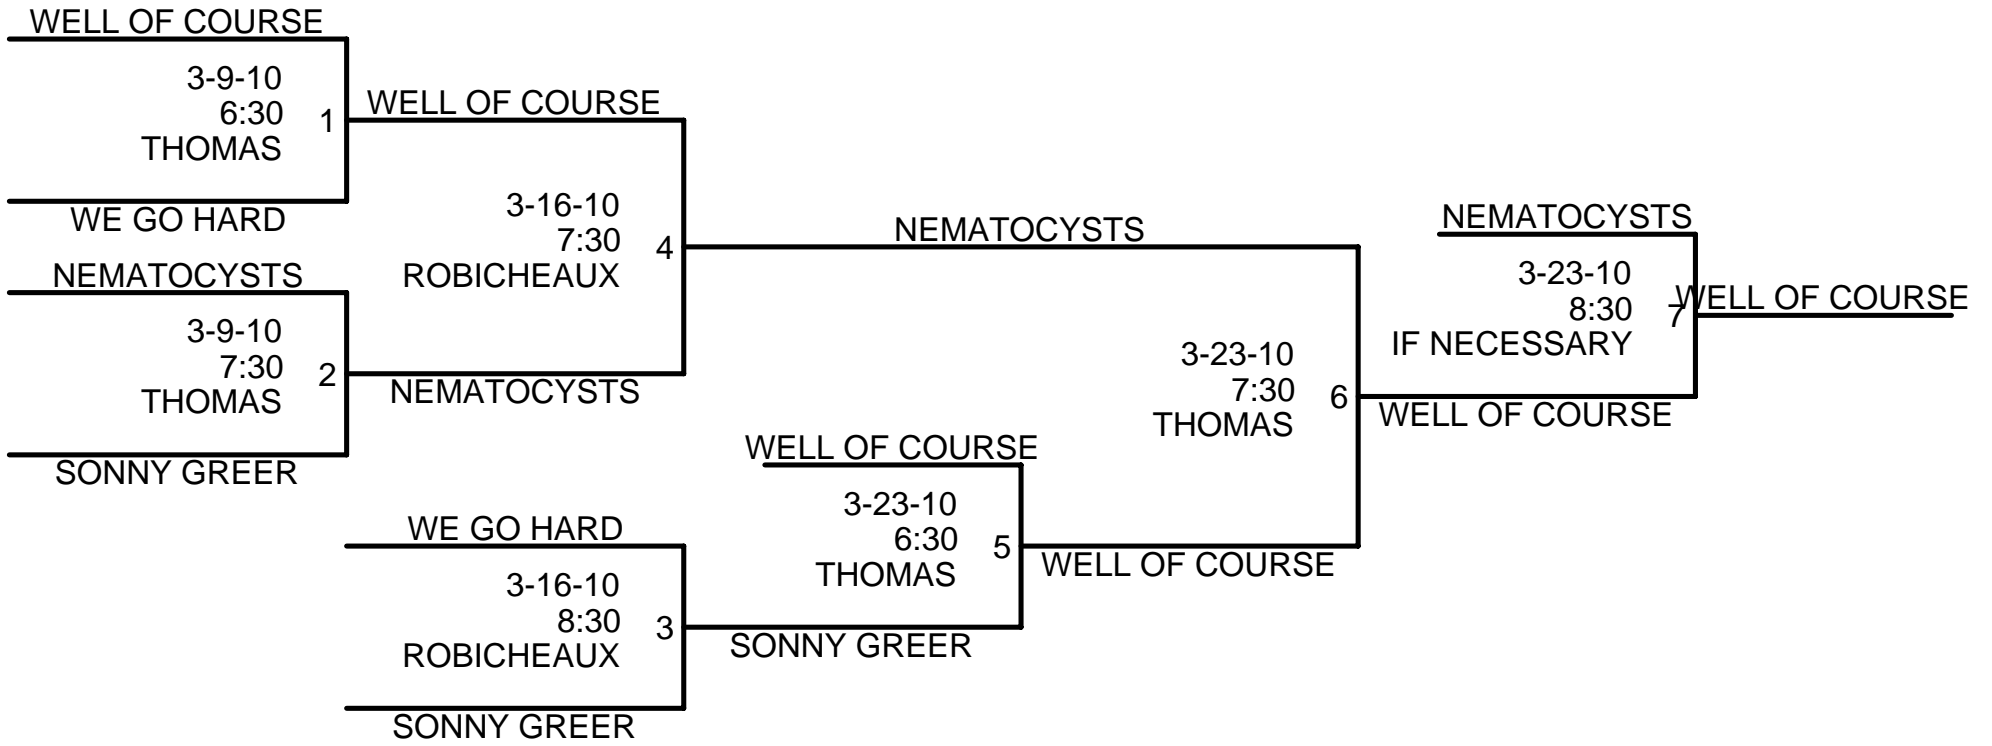 WELL OF COURSE
3-9-10
6:30
1
THOMAS
WE GO HARD
WELL OF COURSE
NEMATOCYSTS
3-9-10
7:30
2
THOMAS
SONNY GREER
NEMATOCYSTS
3-16-10
7:30
4
ROBICHEAUX
NEMATOCYSTS
WE GO HARD
3-16-10
8:30
3
ROBICHEAUX
SONNY GREER
WELL OF COURSE
3-23-10
6:30
5
THOMAS
SONNY GREER
WELL OF COURSE
3-23-10
7:30
6
THOMAS
WELL OF COURSE
NEMATOCYSTS
3-23-10
8:30
7
IF NECESSARY
WELL OF COURSE